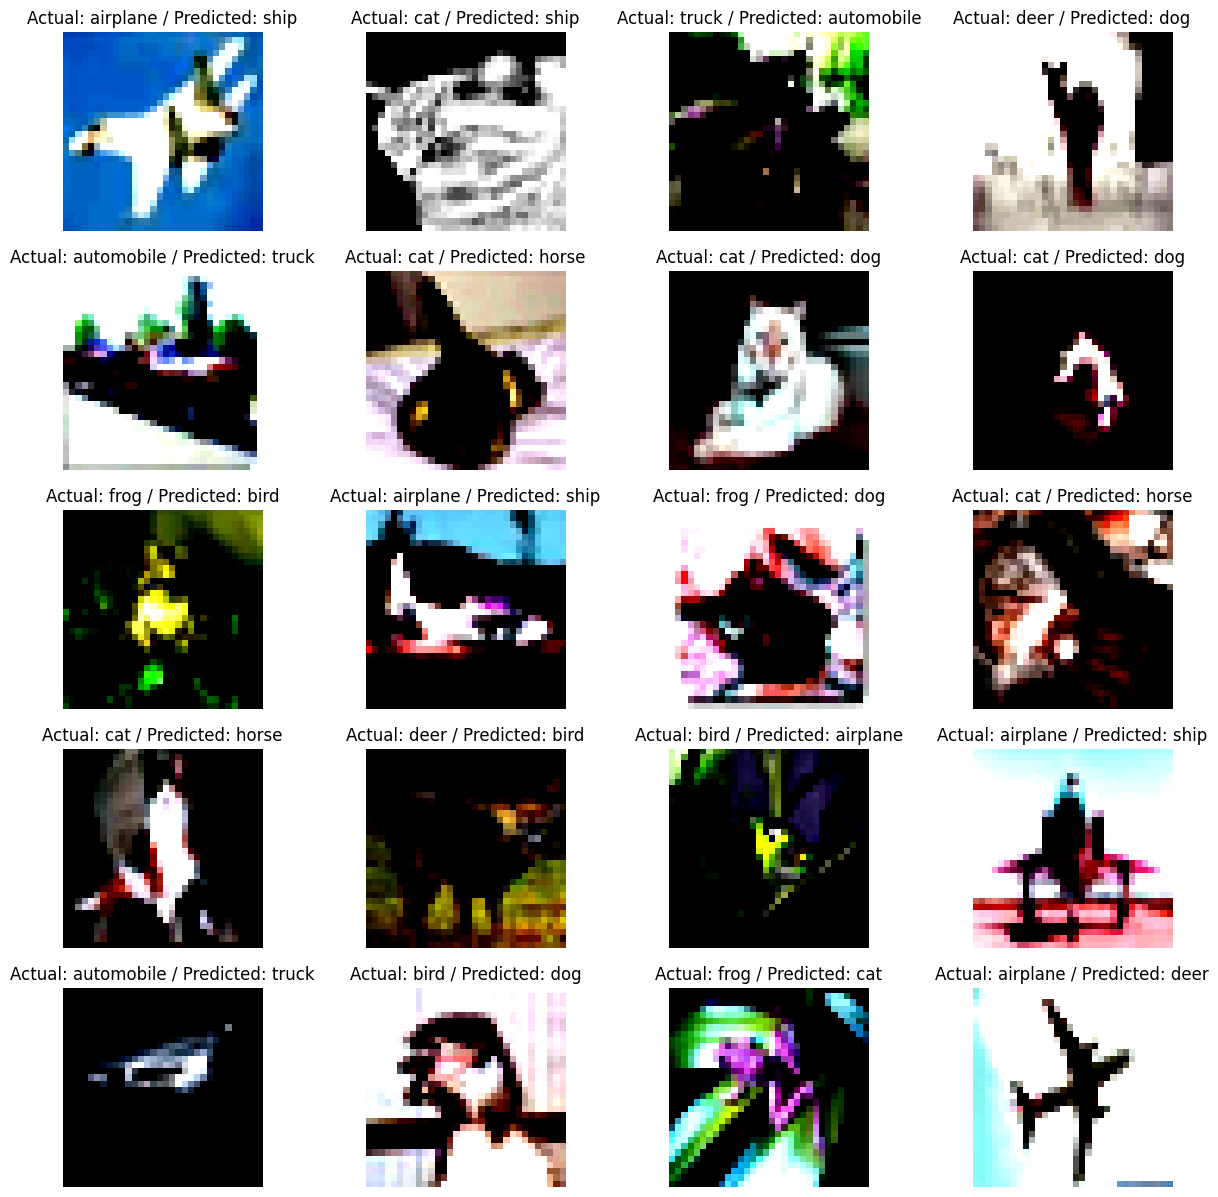 Actual: airplane / Predicted: ship
Actual: cat / Predicted: ship
Actual: truck / Predicted: automobile
Actual: deer / Predicted: dog
Actual: automobile / Predicted: truck
Actual: cat / Predicted: horse
Actual: cat / Predicted: dog
Actual: cat / Predicted: dog
Actual: frog / Predicted: bird
Actual: airplane / Predicted: ship
Actual: frog / Predicted: dog
Actual: cat / Predicted: horse
Actual: cat / Predicted: horse
Actual: deer / Predicted: bird
Actual: bird / Predicted: airplane
Actual: airplane / Predicted: ship
Actual: automobile / Predicted: truck
Actual: bird / Predicted: dog
Actual: frog / Predicted: cat
Actual: airplane / Predicted: deer